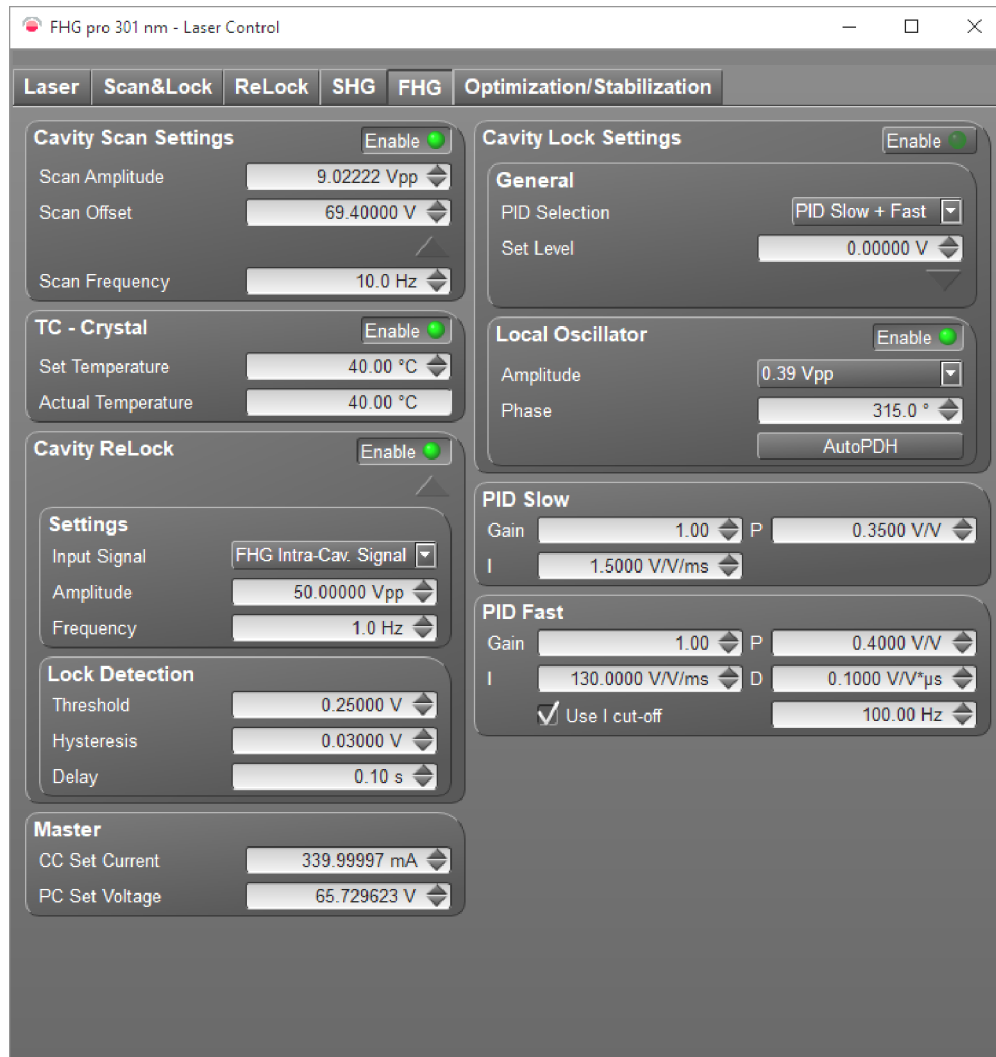 FHG pro 301 nm - Laser Control
Laser Scan&Lock ReLock SHG FHG Optimization/Stabilization
Cavity Scan Settings Enable
Scan Amplitude 9.02222 Vpp
Scan Offset 69.40000 V
Scan Frequency 10.0 Hz
TC - Crystal Enable
Set Temperature 40.00 °C
Actual Temperature 40.00 °C
Cavity ReLock Enable
Settings
Input Signal FHG Intra-Cav. Signal
Amplitude 50.00000 Vpp
Frequency 1.0 Hz
Lock Detection
Threshold 0.25000 V
Hysteresis 0.03000 V
Delay 0.10 s
Master
CC Set Current 339.99997 mA
PC Set Voltage 65.729623 V
Cavity Lock Settings Enable
General
PID Selection PID Slow + Fast
Set Level 0.00000 V
Local Oscillator Enable
Amplitude 0.39 Vpp
Phase 315.0 °
AutoPDH
PID Slow
Gain 1.00 P 0.3500 V/V
I 1.5000 V/V/ms
PID Fast
Gain 1.00 P 0.4000 V/V
I 130.0000 V/V/ms D 0.1000 V/V*µs
Use I cut-off 100.00 Hz